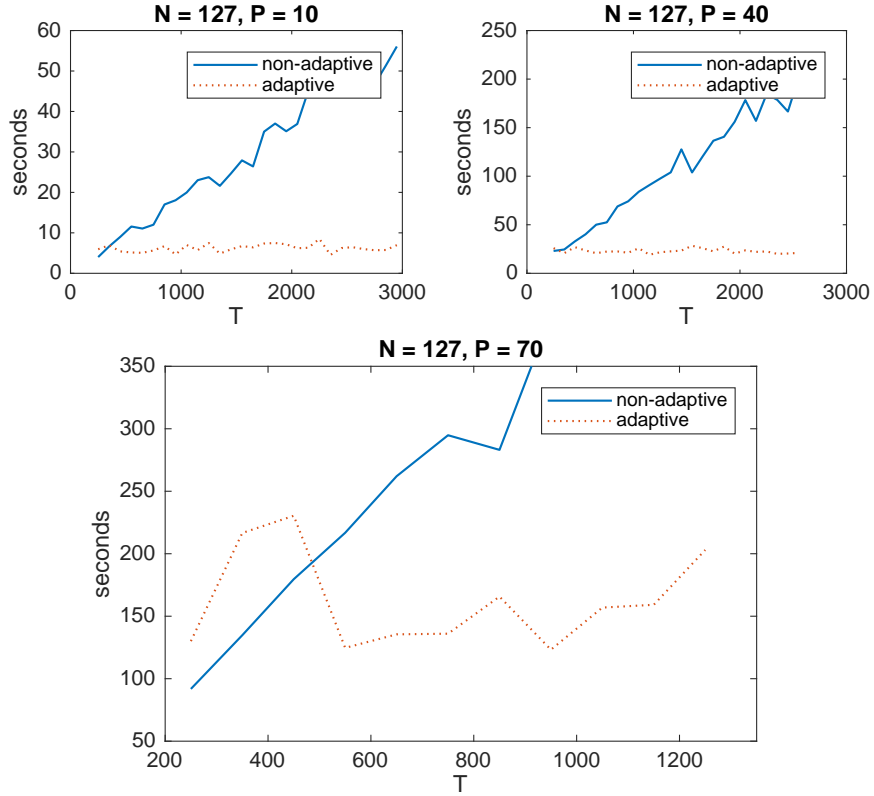 N = 127, P = 10
60
50
40
30
20
10
0
seconds
non-adaptive
adaptive
0 1000 2000 3000
T
N = 127, P = 40
250
200
150
100
50
0
seconds
non-adaptive
adaptive
0 1000 2000 3000
T
N = 127, P = 70
350
300
250
200
150
100
50
seconds
non-adaptive
adaptive
200 400 600 800 1000 1200
T